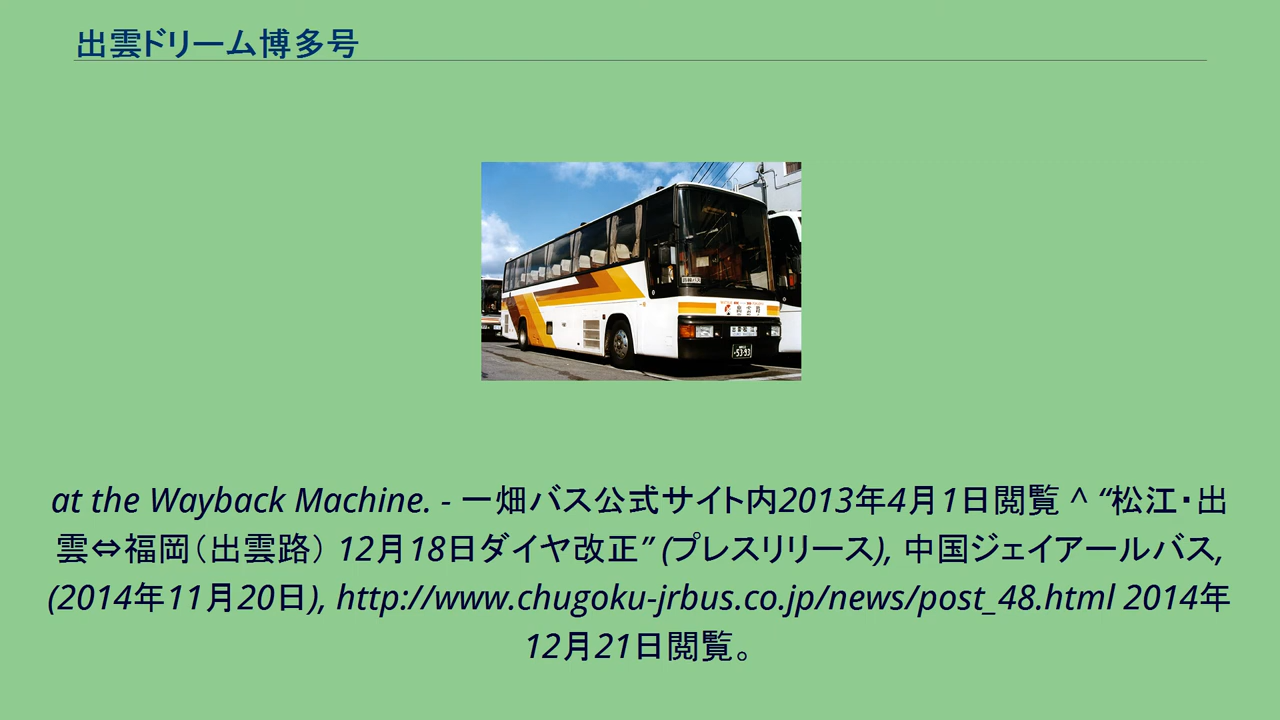 出雲ドリーム博多号
5393
at the Wayback Machine. - 一畑バス公式サイト内2013年4月1日閲覧 ^ “松江・出
雲⇔福岡（出雲路） 12月18日ダイヤ改正” (プレスリリース), 中国ジェイアールバス,
(2014年11月20日), http://www.chugoku-jrbus.co.jp/news/post_48.html 2014年
12月21日閲覧。